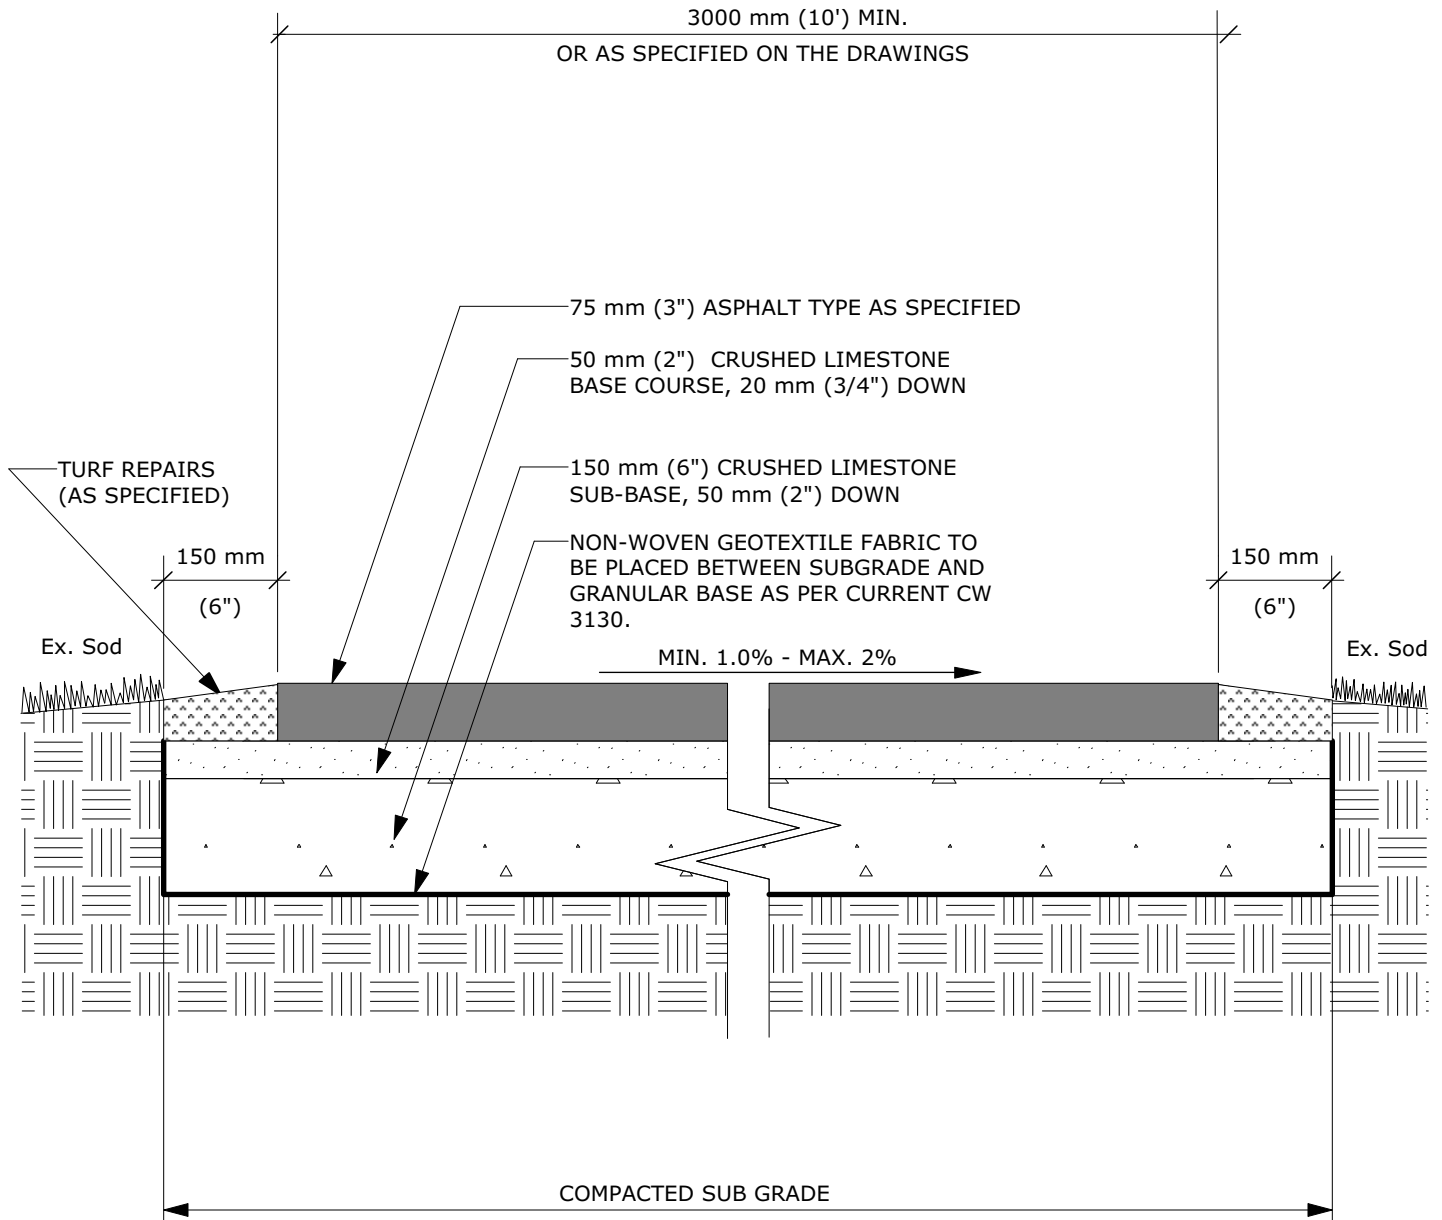 3000 mm (10') MIN.
OR AS SPECIFIED ON THE DRAWINGS
75 mm (3") ASPHALT TYPE AS SPECIFIED
50 mm (2") CRUSHED LIMESTONE
BASE COURSE, 20 mm (3/4") DOWN
150 mm (6") CRUSHED LIMESTONE
SUB-BASE, 50 mm (2") DOWN
NON-WOVEN GEOTEXTILE FABRIC TO
BE PLACED BETWEEN SUBGRADE AND
GRANULAR BASE AS PER CURRENT CW
3130.
TURF REPAIRS
(AS SPECIFIED)
150 mm
(6")
150 mm
(6")
Ex. Sod
Ex. Sod
MIN. 1.0% - MAX. 2%
COMPACTED SUB GRADE